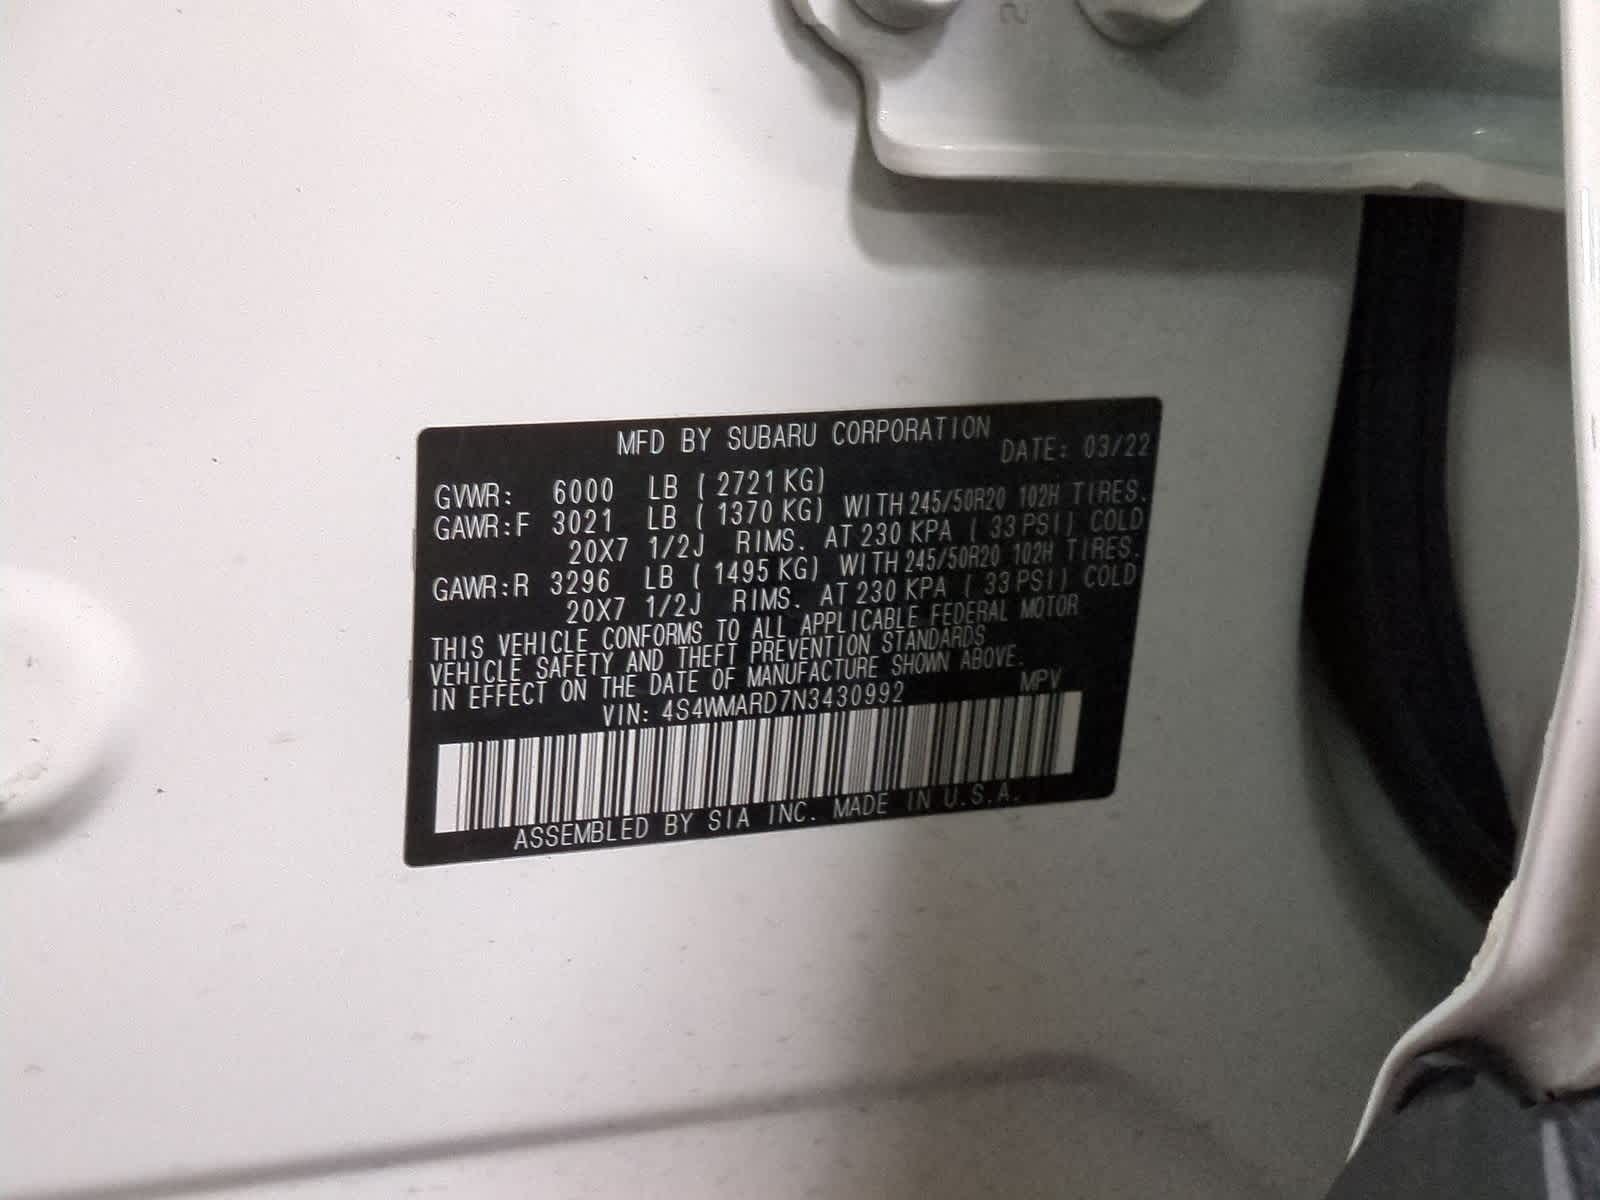 MFD BY SUBARU CORPORATION
DATE: 03/22
GVWR: 6000 LB ( 2721 KG)
GAWR:F 3021 LB ( 1370 KG) WITH 245/50R20 102H TIRES.
20X7 1/2J RIMS. AT 230 KPA ( 33 PSI) COLD
GAWR:R 3296 LB ( 1495 KG) WITH 245/50R20 102H TIRES.
20X7 1/2J RIMS. AT 230 KPA ( 33 PSI) COLD
THIS VEHICLE CONFORMS TO ALL APPLICABLE FEDERAL MOTOR
VEHICLE SAFETY AND THEFT PREVENTION STANDARDS
IN EFFECT ON THE DATE OF MANUFACTURE SHOWN ABOVE.
VIN: 4S4WMARD7N3430992 MPV
ASSEMBLED BY SIA INC. MADE IN U.S.A.